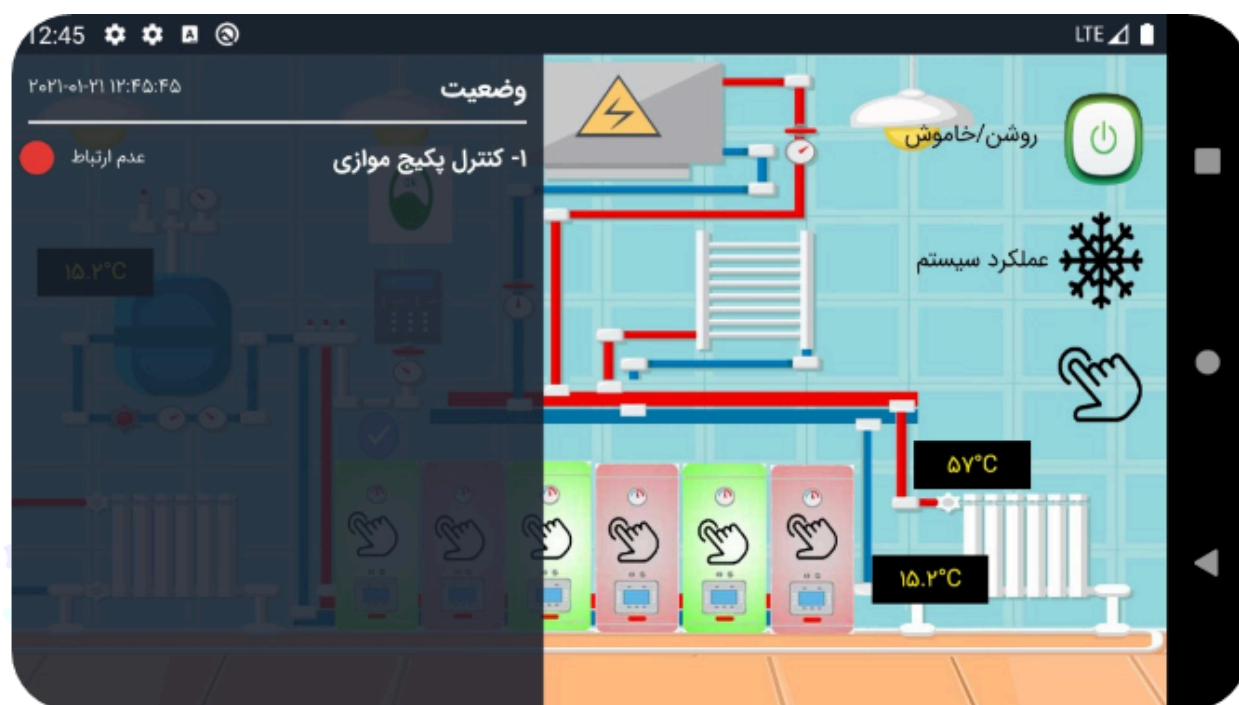 12:45
LTE
وضعیت
۲۰۲۱-۰۱-۲۱ ۱۲:۴۵:۴۵
۱- کنترل پکیج موازی
عدم ارتباط
روشن/خاموش
عملکرد سیستم
۱۵.۲°C
۵۷°C
۱۵.۲°C